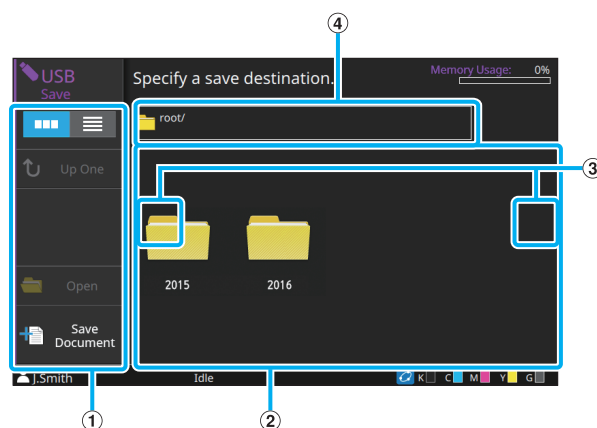 ④
USB
Save
Specify a save destination.
Memory Usage: 0%
root/
③
Up One
2015 2016
Open
Save
Document
J.Smith Idle K C M Y G
① ②